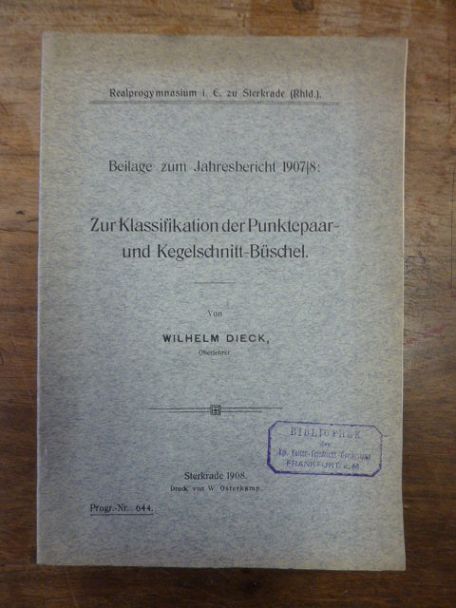 Realprogymnasium i. E. zu Sterkrade (Rhld.).
Beilage zum Jahresbericht 1907|8:
Zur Klassifikation der Punktepaar-
und Kegelschnitt-Büschel.
Von
WILHELM DIECK,
Oberlehrer
BIBLIOTHEK
der
FRANKFURT a. M
Sterkrade 1908.
Druck von W. Osterkamp.
Progr.-Nr. 644.